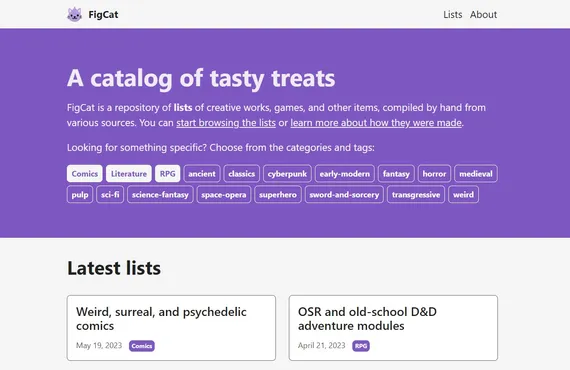 FigCat
Lists About
A catalog of tasty treats
FigCat is a repository of lists of creative works, games, and other items, compiled by hand from
various sources. You can start browsing the lists or learn more about how they were made.
Looking for something specific? Choose from the categories and tags:
Comics Literature RPG ancient classics cyberpunk early-modern fantasy horror medieval
pulp sci-fi science-fantasy space-opera superhero sword-and-sorcery transgressive weird
Latest lists
Weird, surreal, and psychedelic
comics
May 19, 2023 Comics
OSR and old-school D&D
adventure modules
April 21, 2023 RPG